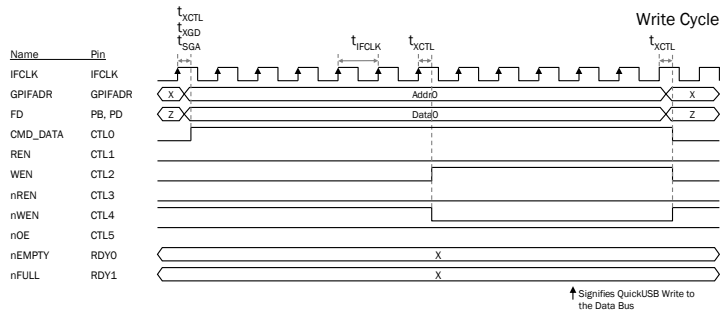 Write Cycle
tXCTL
tXGD
tSGA
tIFCLK
tXCTL
tXCTL
Name Pin
IFCLK IFCLK
GPIFADR GPIFADR X Addr0 X
FD PB, PD Z Data0 Z
CMD_DATA CTL0
REN CTL1
WEN CTL2
nREN CTL3
nWEN CTL4
nOE CTL5
nEMPTY RDY0 X
nFULL RDY1 X
Signifies QuickUSB Write to
the Data Bus